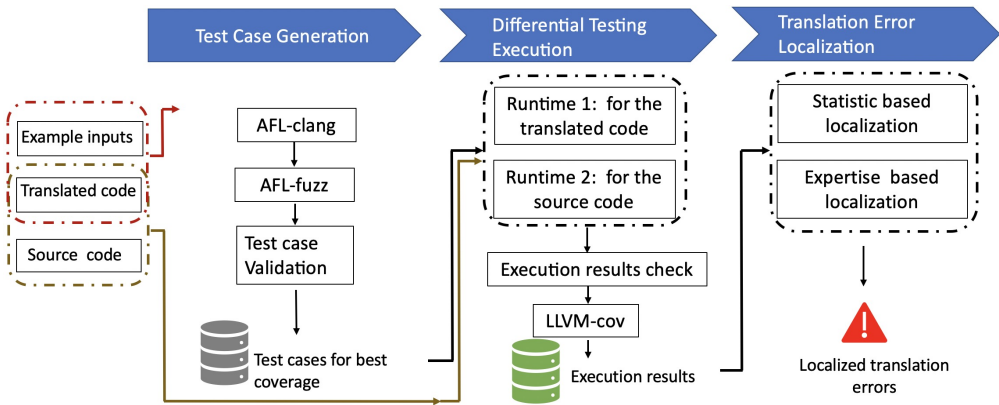 Test Case Generation
Differential Testing
Execution
Translation Error
Localization
Example inputs
Translated code
Source code
AFL-clang
AFL-fuzz
Test case
Validation
Test cases for best
coverage
Runtime 1: for the
translated code
Runtime 2: for the
source code
Execution results check
LLVM-cov
Execution results
Statistic based
localization
Expertise based
localization
Localized translation
errors